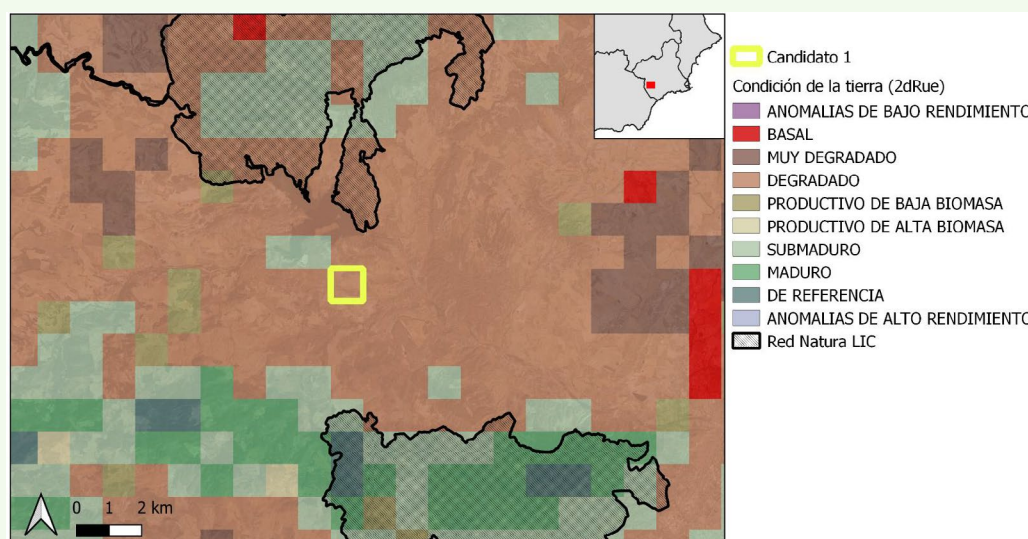 Candidato 1
Condición de la tierra (2dRue)
ANOMALIAS DE BAJO RENDIMIENTO
BASAL
MUY DEGRADADO
DEGRADADO
PRODUCTIVO DE BAJA BIOMASA
PRODUCTIVO DE ALTA BIOMASA
SUBMADURO
MADURO
DE REFERENCIA
ANOMALIAS DE ALTO RENDIMIENTO
Red Natura LIC
0 1 2 km